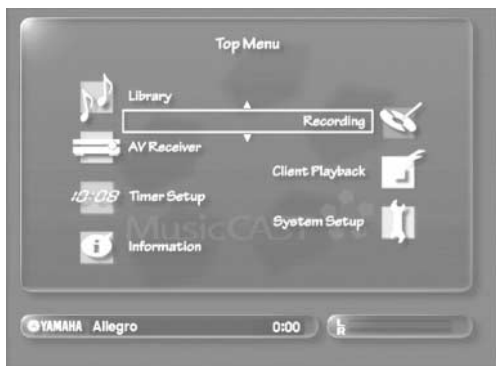 Top Menu
Library
Recording
AV Receiver
Client Playback
10:08 Timer Setup
System Setup
MusicCAST
Information
YAMAHA Allegro 0:00 L
R